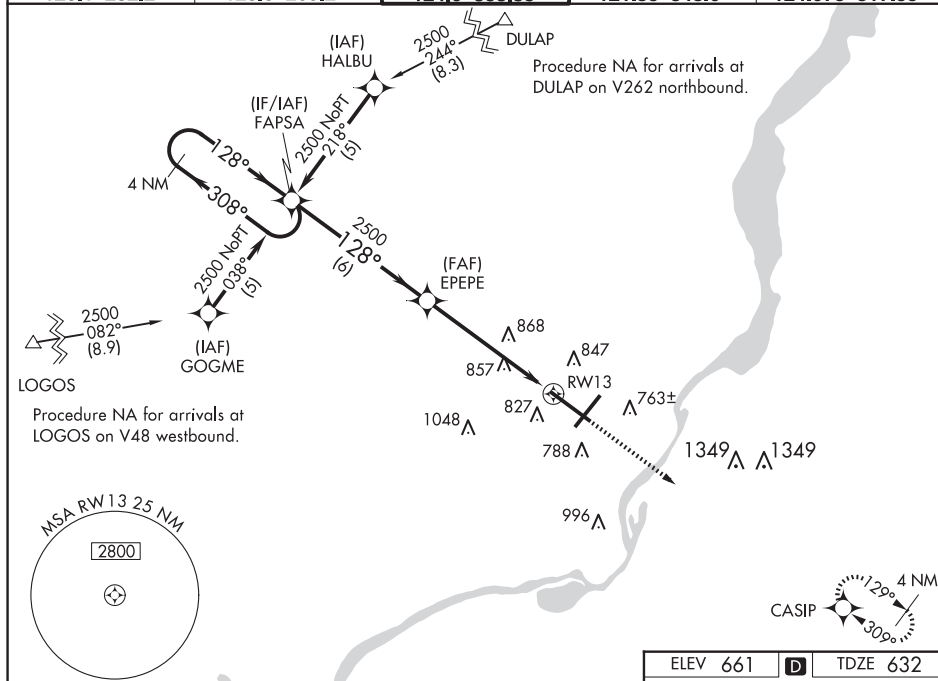 2500
244°
(8.3)
DULAP
(IAF)
HALBU
Procedure NA for arrivals at
DULAP on V262 northbound.
(IF/IAF)
FAPSA
2500 NoPT
218°
(5)
128°
4 NM
308°
2500
128°
(6)
2500 NoPT
038°
(5)
(FAF)
EPEPE
2500
082°
(8.9)
LOGOS
(IAF)
GOGME
868
857
847
RW13
827
763±
1048
788
1349
1349
996
Procedure NA for arrivals at
LOGOS on V48 westbound.
MSA RW13 25 NM
2800
CASIP
129°
4 NM
309°
ELEV 661
D
TDZE 632